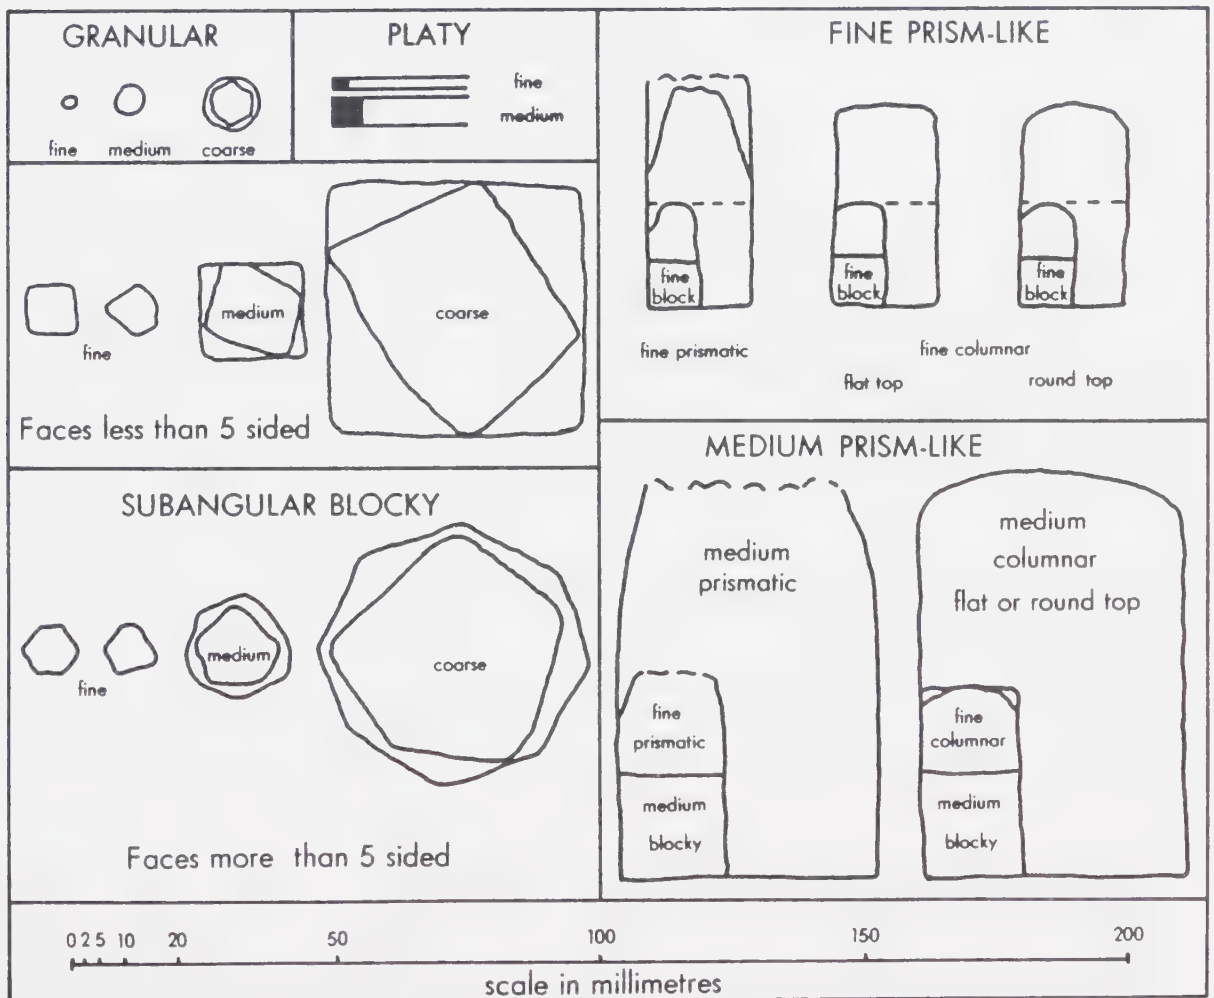 GRANULAR
fine medium coarse
PLATY
fine
medium
fine
medium
coarse
Faces less than 5 sided
SUBANGULAR BLOCKY
fine
medium
coarse
Faces more than 5 sided
FINE PRISM-LIKE
fine
block
fine
block
fine
block
fine prismatic
fine columnar
flat top
round top
MEDIUM PRISM-LIKE
medium
prismatic
fine
prismatic
medium
blocky
medium
columnar
flat or round top
fine
columnar
medium
blocky
0 2 5 10 20 50 100 150 200
scale in millimetres